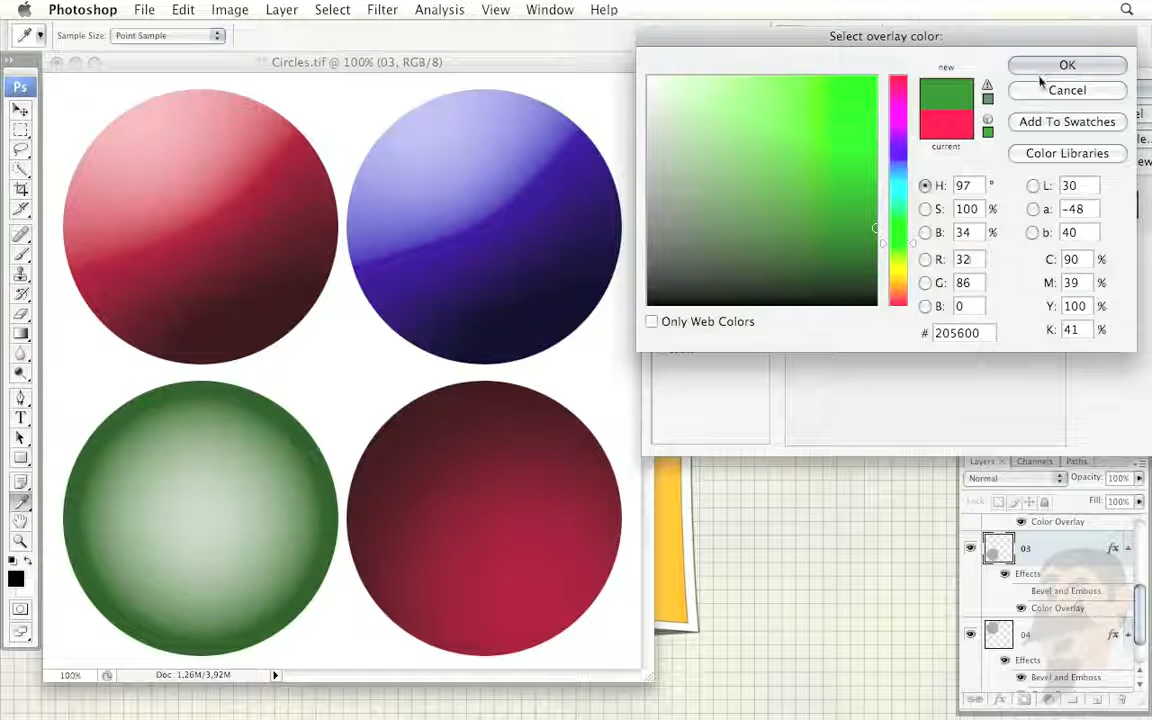 Photoshop File Edit Image Layer Select Filter Analysis View Window Help
Sample Size: Point Sample
Circles.tif @ 100% (03, RGB/8)
Select overlay color:
Ps
new
current
OK
Cancel
Add To Swatches
Color Libraries
H: 97 °
S: 100 %
B: 34 %
R: 32
G: 86
B: 0
# 205600
L: 30
a: -48
b: 40
C: 90 %
M: 39 %
Y: 100 %
K: 41 %
Only Web Colors
T
100%
Doc: 1,26M/3,92M
Layers Channels Paths
Normal Opacity: 100%
Lock: Fill: 100%
Color Overlay
03 fx
Effects
Bevel and Emboss
Color Overlay
04 fx
Effects
Bevel and Emboss